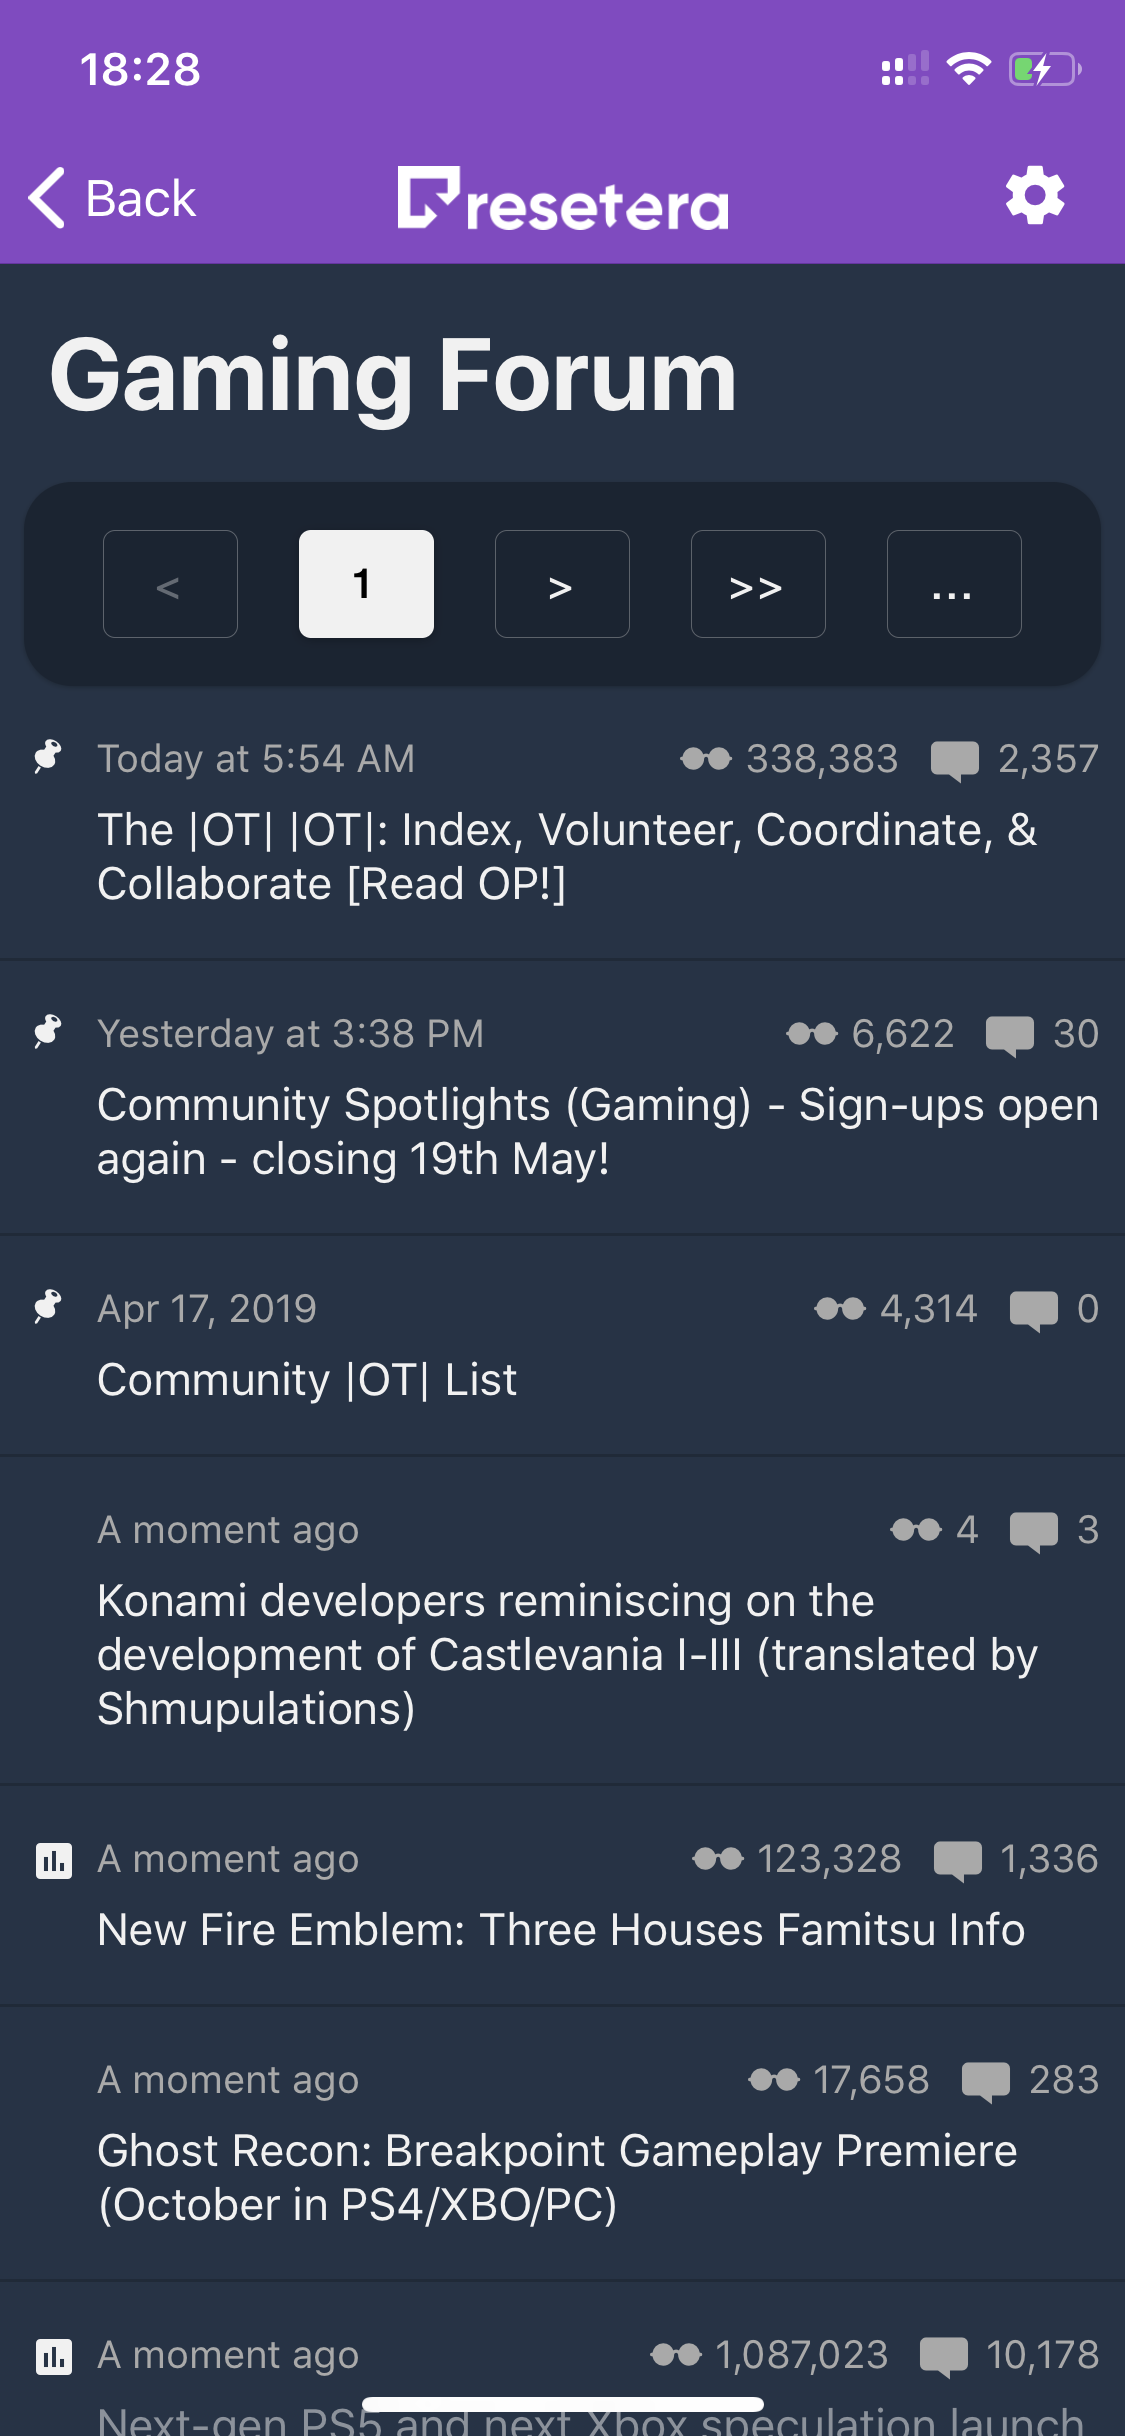 18:28
Back
resetera
Gaming Forum
< 1 > >> ...
Today at 5:54 AM 338,383 2,357
The |OT| |OT|: Index, Volunteer, Coordinate, &
Collaborate [Read OP!]
Yesterday at 3:38 PM 6,622 30
Community Spotlights (Gaming) - Sign-ups open
again - closing 19th May!
Apr 17, 2019 4,314 0
Community |OT| List
A moment ago 4 3
Konami developers reminiscing on the
development of Castlevania I-III (translated by
Shmupulations)
A moment ago 123,328 1,336
New Fire Emblem: Three Houses Famitsu Info
A moment ago 17,658 283
Ghost Recon: Breakpoint Gameplay Premiere
(October in PS4/XBO/PC)
A moment ago 1,087,023 10,178
Next-gen PS5 and next Xbox speculation launch